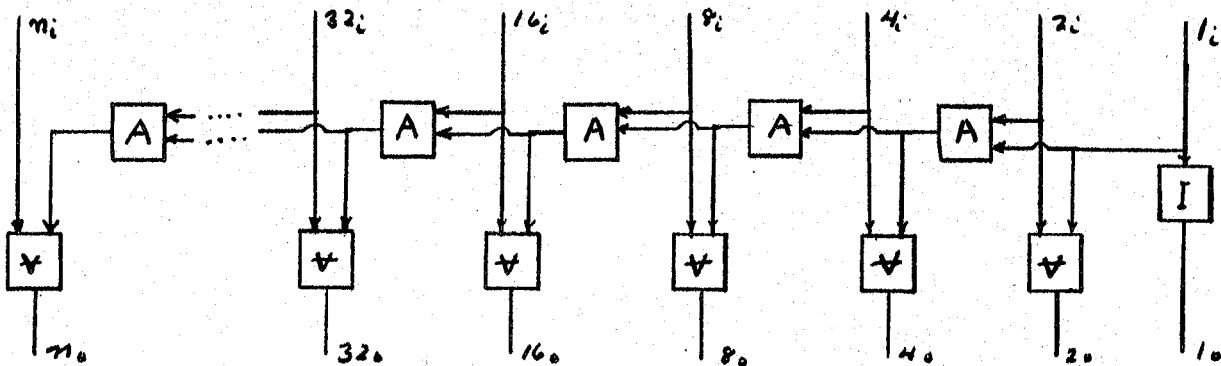 nᵢ 32ᵢ 16ᵢ 8ᵢ 4ᵢ 2ᵢ 1ᵢ
A .... A A A A
....
I
∀ ∀ ∀ ∀ ∀ ∀
n₀ 32₀ 16₀ 8₀ 4₀ 2₀ 1₀